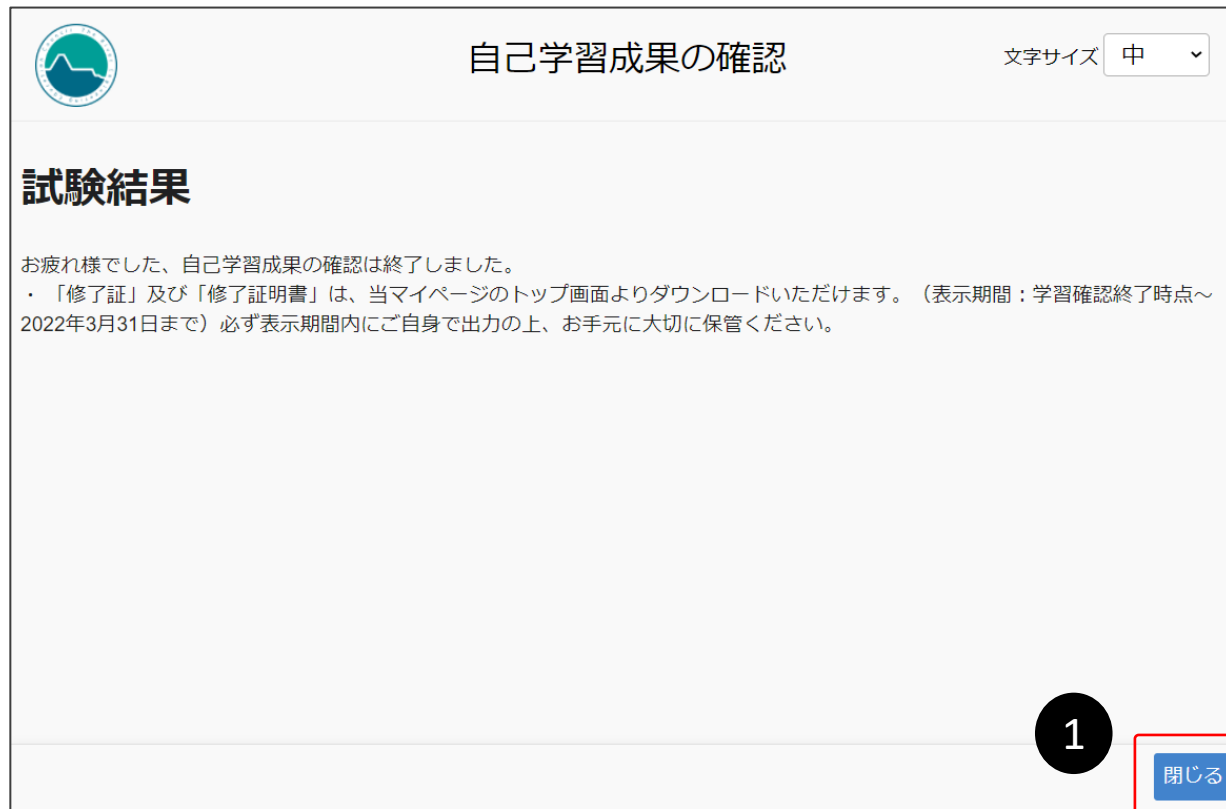 自己学習成果の確認
文字サイズ 中
試験結果
お疲れ様でした、自己学習成果の確認は終了しました。
・ 「修了証」及び「修了証明書」は、当マイページのトップ画面よりダウンロードいただけます。（表示期間：学習確認終了時点～
2022年3月31日まで）必ず表示期間内にご自身で出力の上、お手元に大切に保管ください。
1
閉じる